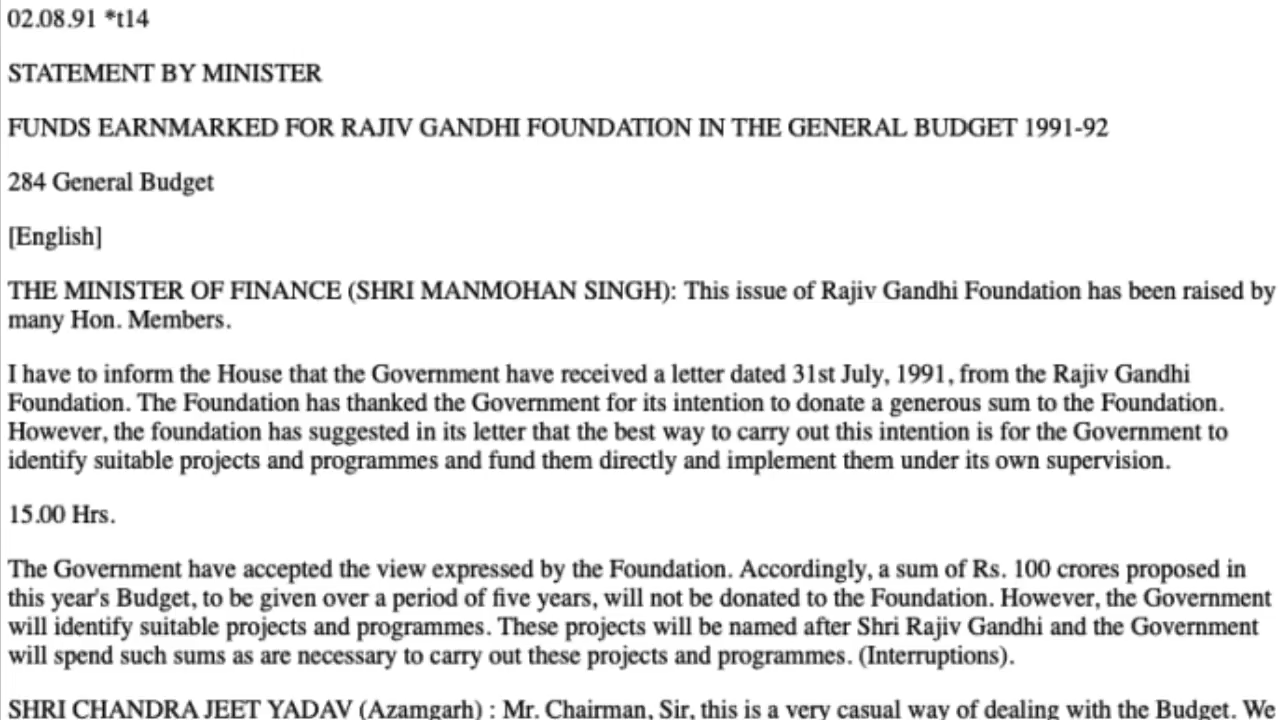 02.08.91 *t14
STATEMENT BY MINISTER
FUNDS EARNMARKED FOR RAJIV GANDHI FOUNDATION IN THE GENERAL BUDGET 1991-92
284 General Budget
[English]
THE MINISTER OF FINANCE (SHRI MANMOHAN SINGH): This issue of Rajiv Gandhi Foundation has been raised by
many Hon. Members.
I have to inform the House that the Government have received a letter dated 31st July, 1991, from the Rajiv Gandhi
Foundation. The Foundation has thanked the Government for its intention to donate a generous sum to the Foundation.
However, the foundation has suggested in its letter that the best way to carry out this intention is for the Government to
identify suitable projects and programmes and fund them directly and implement them under its own supervision.
15.00 Hrs.
The Government have accepted the view expressed by the Foundation. Accordingly, a sum of Rs. 100 crores proposed in
this year's Budget, to be given over a period of five years, will not be donated to the Foundation. However, the Government
will identify suitable projects and programmes. These projects will be named after Shri Rajiv Gandhi and the Government
will spend such sums as are necessary to carry out these projects and programmes. (Interruptions).
SHRI CHANDRA JEET YADAV (Azamgarh) : Mr. Chairman, Sir, this is a very casual way of dealing with the Budget. We